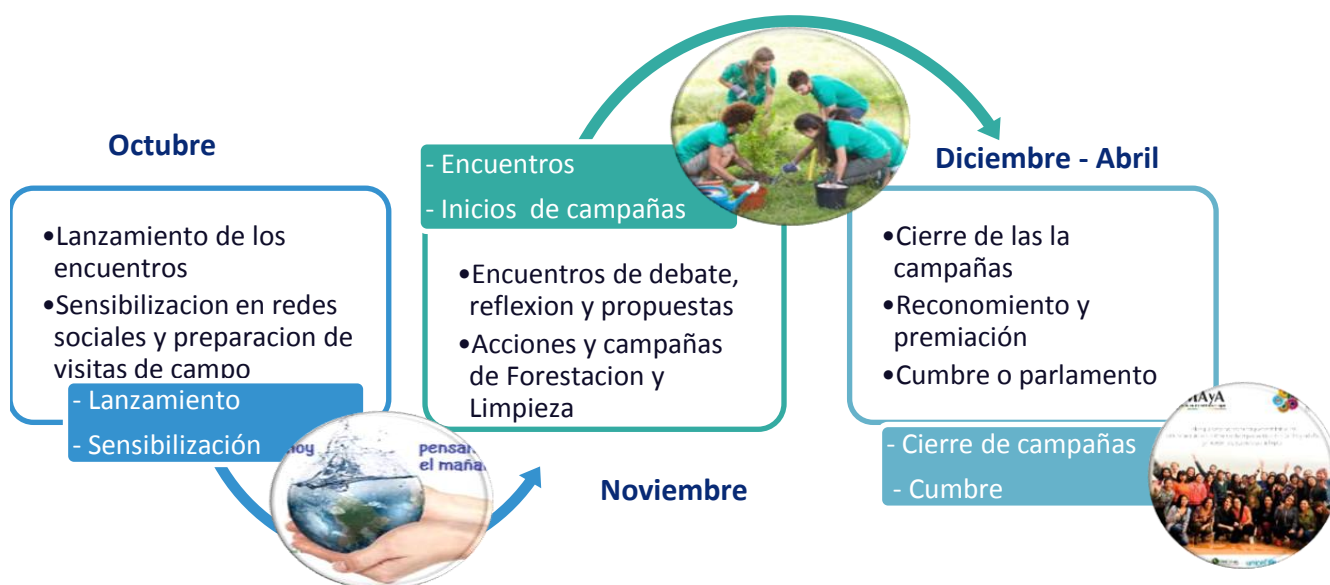 Octubre
•Lanzamiento de los
encuentros
•Sensibilizacion en redes
sociales y preparacion de
visitas de campo
- Lanzamiento
- Sensibilización
hoy
pensar
el maña
- Encuentros
- Inicios de campañas
•Encuentros de debate,
reflexion y propuestas
•Acciones y campañas
de Forestacion y
Limpieza
Noviembre
Diciembre - Abril
•Cierre de las la
campañas
•Reconomiento y
premiación
•Cumbre o parlamento
- Cierre de campañas
- Cumbre
MAyA
unicef